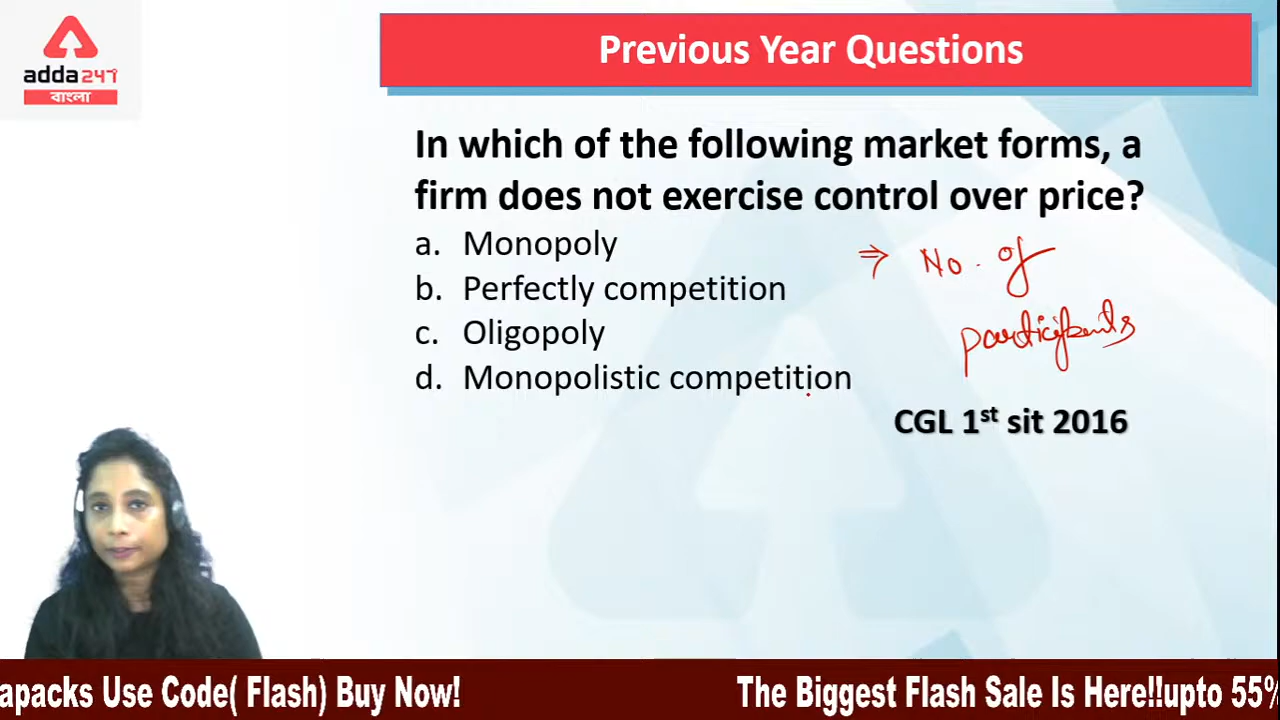 adda247
বাংলা
Previous Year Questions
In which of the following market forms, a
firm does not exercise control over price?
a. Monopoly
b. Perfectly competition
c. Oligopoly
d. Monopolistic competition
⇒ No. of
participants
CGL 1st sit 2016
apacks Use Code( Flash) Buy Now!
The Biggest Flash Sale Is Here!!upto 55%